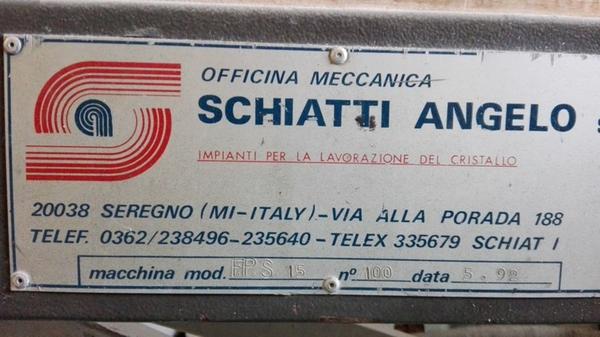 OFFICINA MECCANICA
SCHIATTI ANGELO
IMPIANTI PER LA LAVORAZIONE DEL CRISTALLO
20038 SEREGNO (MI-ITALY)-VIA ALLA PORADA 188
TELEF. 0362/238496-235640-TELEX 335679 SCHIAT I
macchina mod. FPS 15 nº 100 data 5.92